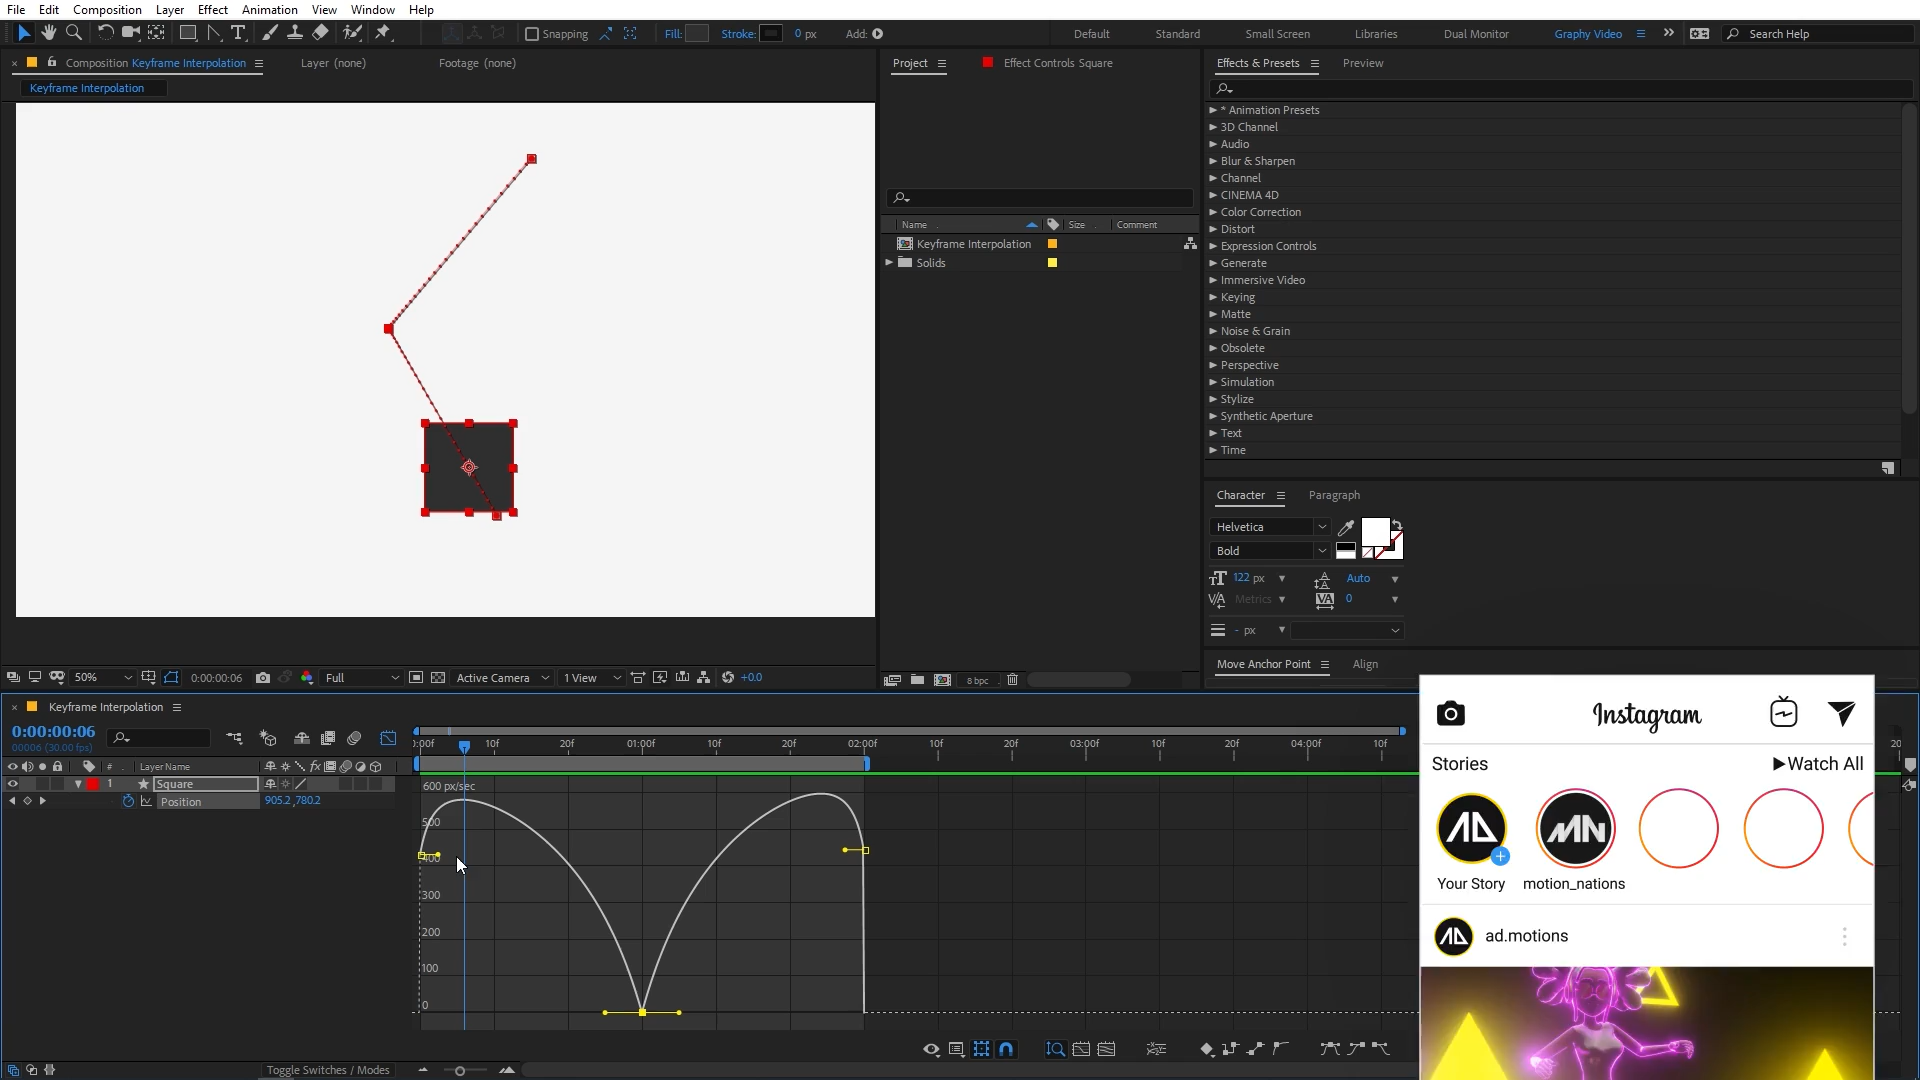 File Edit Composition Layer Effect Animation View Window Help
Snapping Fill: Stroke: 0 px Add: Default Standard Small Screen Libraries Dual Monitor Graphy Video Search Help
Composition Keyframe Interpolation Layer (none) Footage (none) Project Effect Controls Square Effects & Presets Preview
Keyframe Interpolation
* Animation Presets
3D Channel
Audio
Blur & Sharpen
Channel
CINEMA 4D
Color Correction
Distort
Expression Controls
Generate
Immersive Video
Keying
Matte
Noise & Grain
Obsolete
Perspective
Simulation
Stylize
Synthetic Aperture
Text
Time
Name Size Comment
Keyframe Interpolation
Solids
Character Paragraph
Helvetica
Bold
122 px Auto
Metrics 0
- px
Move Anchor Point Align
50% 0:00:00:06 Full Active Camera 1 View +0.0 8 bpc
Keyframe Interpolation
0:00:00:06
00006 (30.00 fps)
# Layer Name
1 Square
Position 905.2,780.2
0:00f 10f 20f 01:00f 10f 20f 02:00f 10f 20f 03:00f 10f 20f 04:00f 10f 20
600 px/sec
500
400
300
200
100
0
Toggle Switches / Modes
Instagram
Stories Watch All
Your Story motion_nations
ad.motions